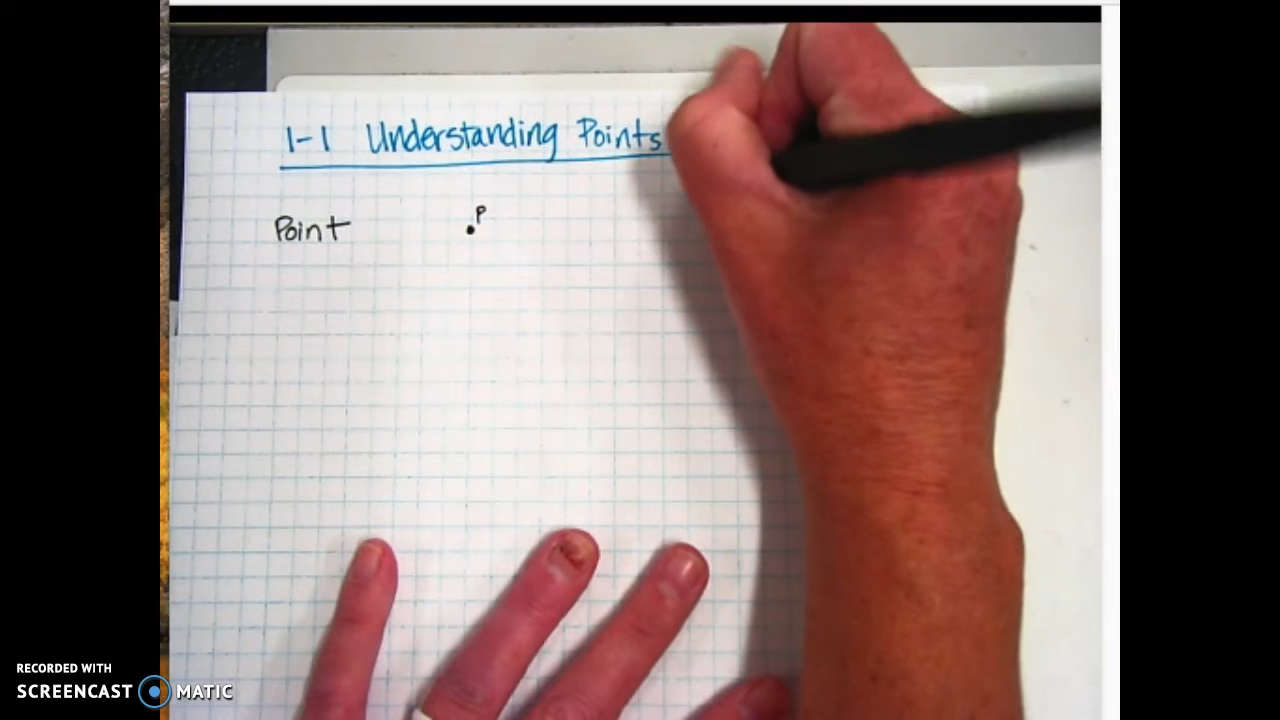 1-1 Understanding Points
Point
P
RECORDED WITH
SCREENCAST MATIC